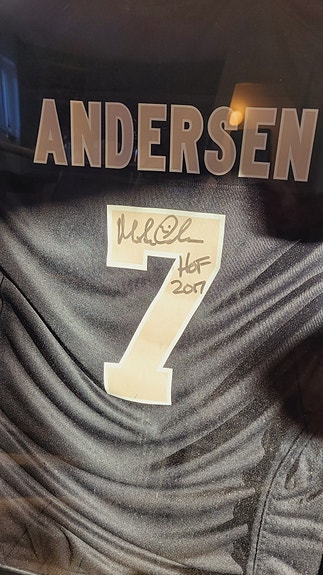 ANDERSEN
7
HOF
2017